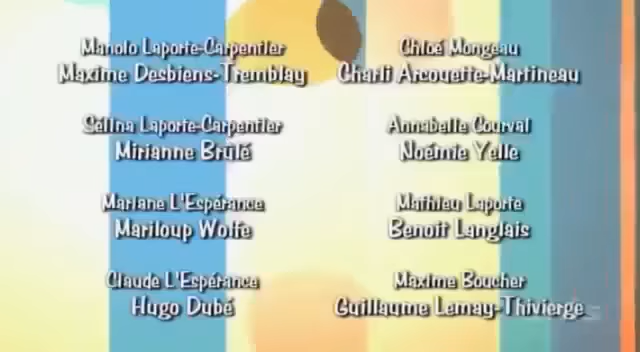 Manolo Laporte-Carpentier
Maxime Desbiens-Tremblay
Sélina Laporte-Carpentier
Mirianne Brûlé
Mariane L'Espérance
Mariloup Wolfe
Claude L'Espérance
Hugo Dubé
Chloé Mongeau
Charli Arcouette-Martineau
Annabelle Courval
Noémie Yelle
Mathieu Laporte
Benoit Langlais
Maxime Boucher
Guillaume Lemay-Thivierge